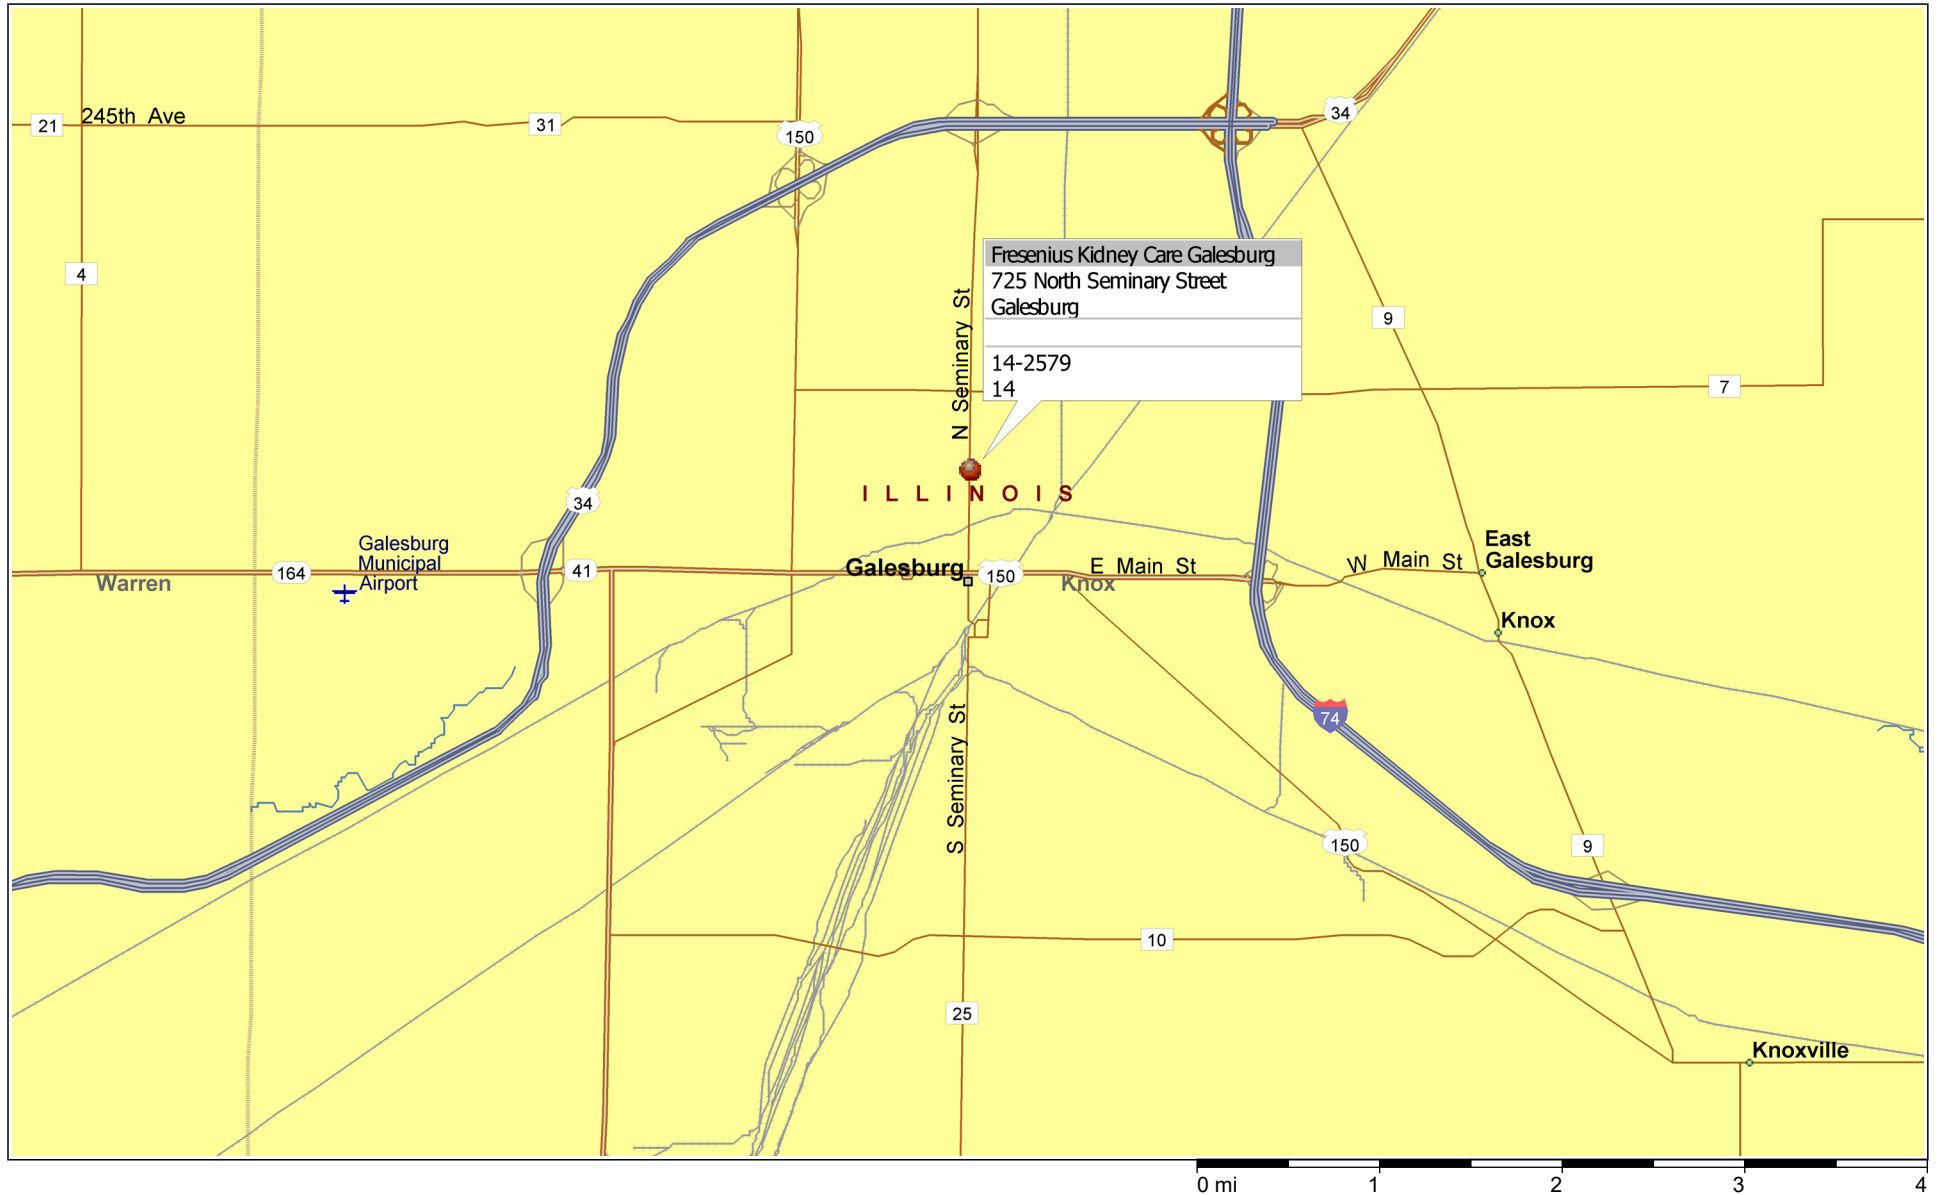 34
245th Ave
21
31
150
Fresenius Kidney Care Galesburg
725 North Seminary Street
Galesburg
14-2579
14
4
N Seminary St
9
7
34
ILLINOIS
Galesburg
Municipal
Airport
East
Galesburg
W Main St
E Main St
Galesburg
150
164
41
Warren
Knox
Knox
S Seminary St
74
150
9
10
25
Knoxville
0 mi 1 2 3 4